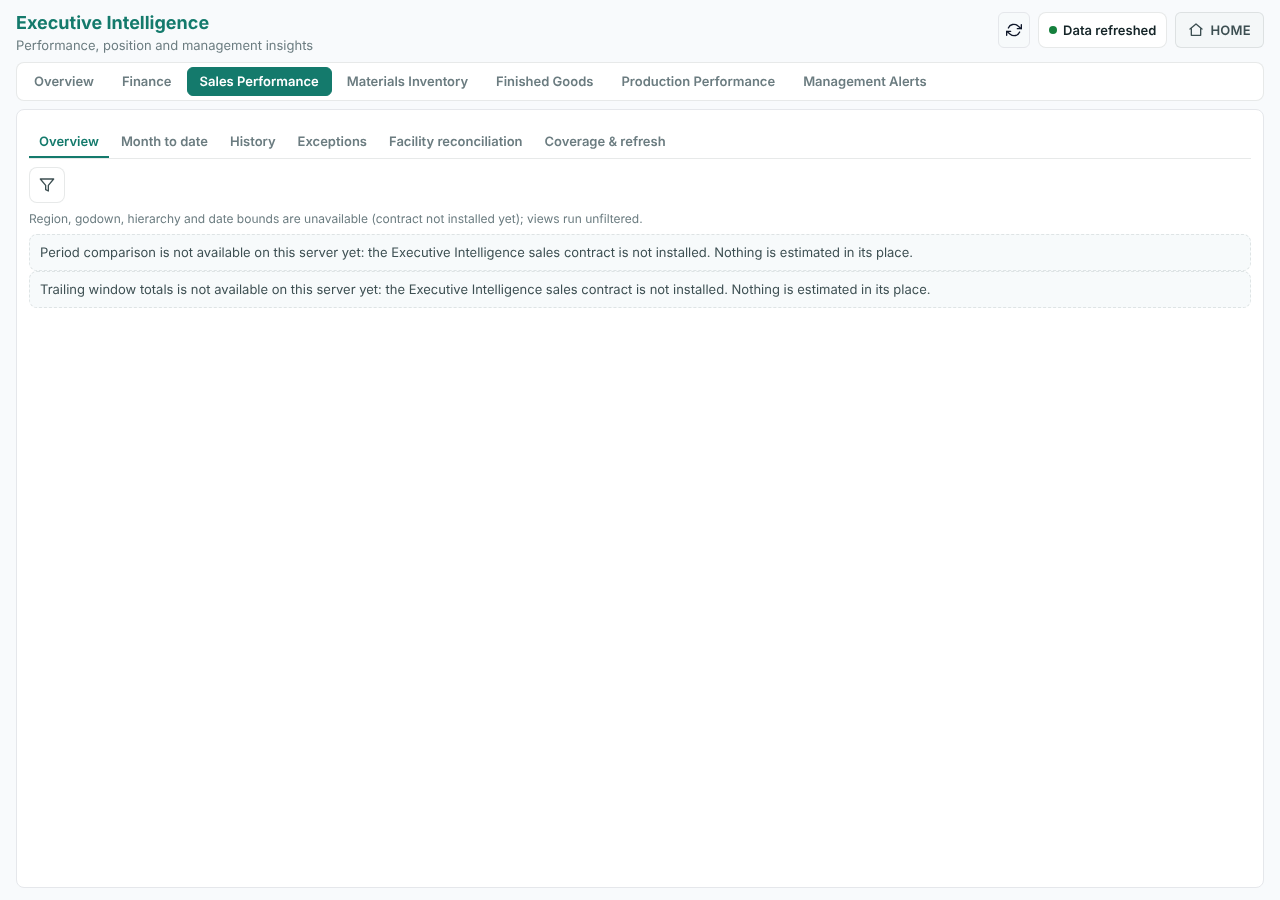 Executive Intelligence
Performance, position and management insights
Data refreshed
HOME
Overview Finance Sales Performance Materials Inventory Finished Goods Production Performance Management Alerts
Overview Month to date History Exceptions Facility reconciliation Coverage & refresh
Region, godown, hierarchy and date bounds are unavailable (contract not installed yet); views run unfiltered.
Period comparison is not available on this server yet: the Executive Intelligence sales contract is not installed. Nothing is estimated in its place.
Trailing window totals is not available on this server yet: the Executive Intelligence sales contract is not installed. Nothing is estimated in its place.